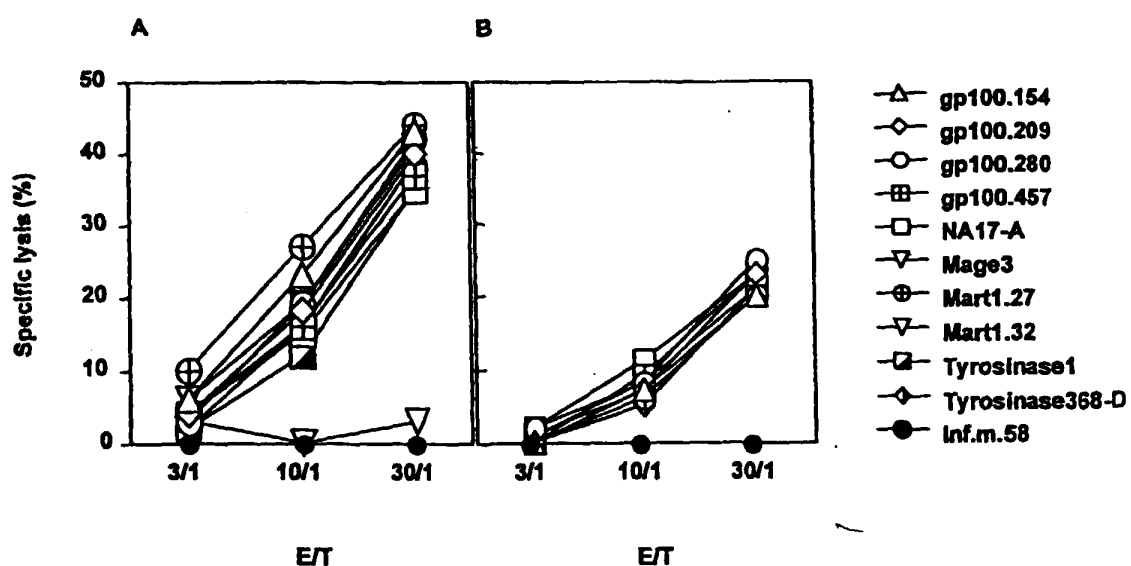 A
B
Specific lysis (%)
50
40
30
20
10
0
3/1
10/1
30/1
3/1
10/1
30/1
E/T
E/T
gp100.154
gp100.209
gp100.280
gp100.457
NA17-A
Mage3
Mart1.27
Mart1.32
Tyrosinase1
Tyrosinase368-D
Inf.m.58